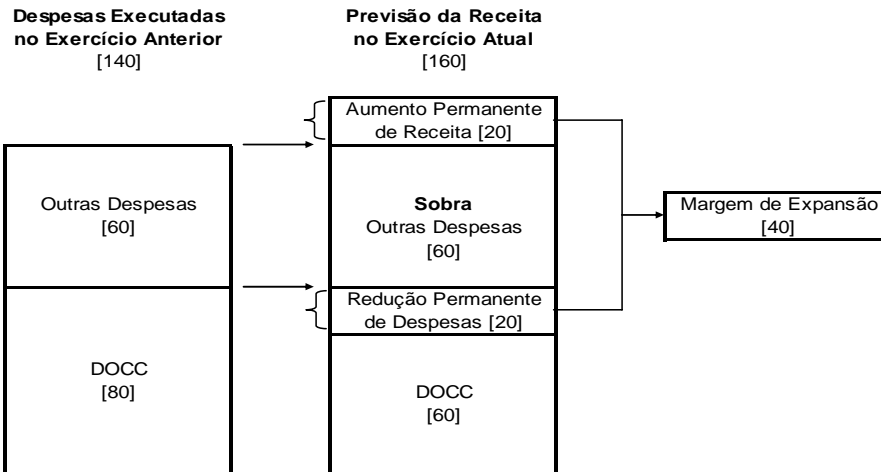 Despesas Executadas
no Exercício Anterior
[140]
Previsão da Receita
no Exercício Atual
[160]
Aumento Permanente
de Receita [20]
Outras Despesas
[60]
Sobra
Outras Despesas
[60]
Margem de Expansão
[40]
Redução Permanente
de Despesas [20]
DOCC
[80]
DOCC
[60]